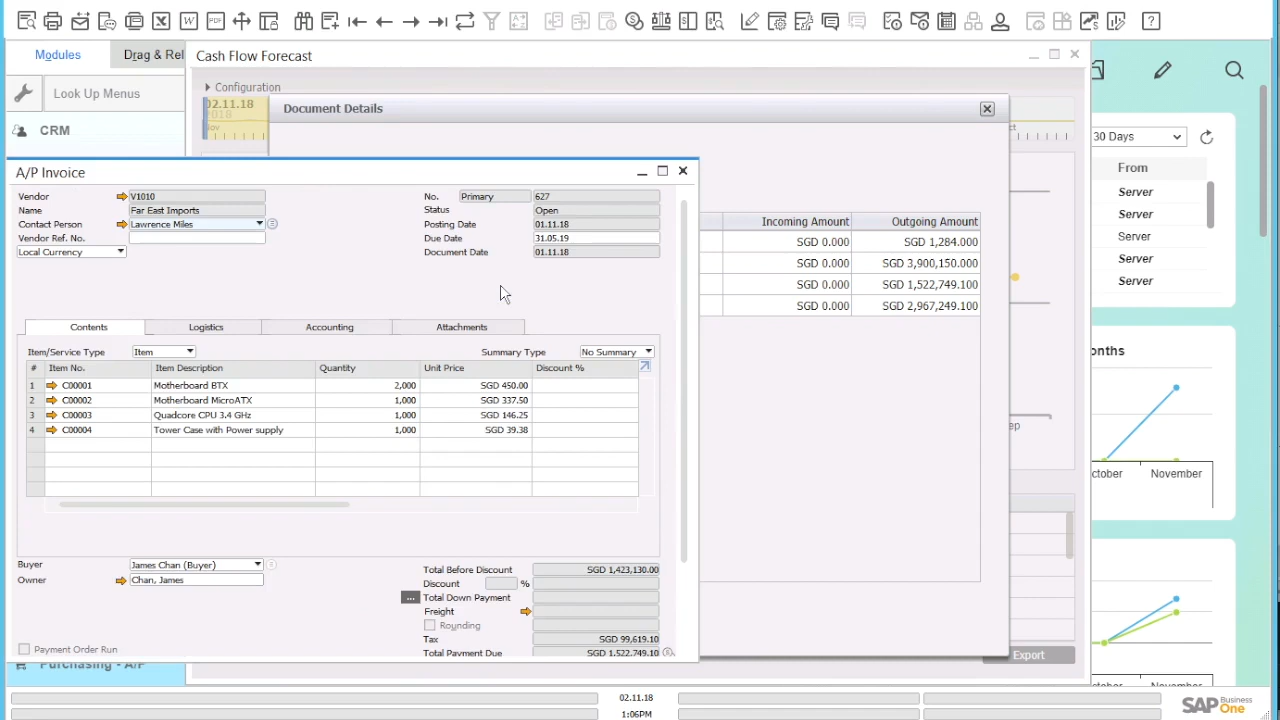 Modules
Drag & Rel
Cash Flow Forecast
Look Up Menus
Configuration
02.11.18
2018
Nov
CRM
Document Details
30 Days
From
Server
Server
Server
Server
Server
A/P Invoice
Vendor V1010
Name Far East Imports
Contact Person Lawrence Miles
Vendor Ref. No.
Local Currency
No. Primary 627
Status Open
Posting Date 01.11.18
Due Date 31.05.19
Document Date 01.11.18
Incoming Amount Outgoing Amount
SGD 0.000 SGD 1,284.000
SGD 0.000 SGD 3,900,150.000
SGD 0.000 SGD 1,522,749.100
SGD 0.000 SGD 2,967,249.100
Contents Logistics Accounting Attachments
Item/Service Type Item Summary Type No Summary
# Item No. Item Description Quantity Unit Price Discount %
1 C00001 Motherboard BTX 2,000 SGD 450.00
2 C00002 Motherboard MicroATX 1,000 SGD 337.50
3 C00003 Quadcore CPU 3.4 GHz 1,000 SGD 146.25
4 C00004 Tower Case with Power supply 1,000 SGD 39.38
onths
ep
ctober November
Buyer James Chan (Buyer)
Owner Chan, James
Total Before Discount SGD 1,423,130.00
Discount %
... Total Down Payment
Freight
Rounding
Tax SGD 99,619.10
Total Payment Due SGD 1,522,749.10
Payment Order Run
Purchasing - A/P
Export
November
02.11.18
1:06PM
SAP Business One